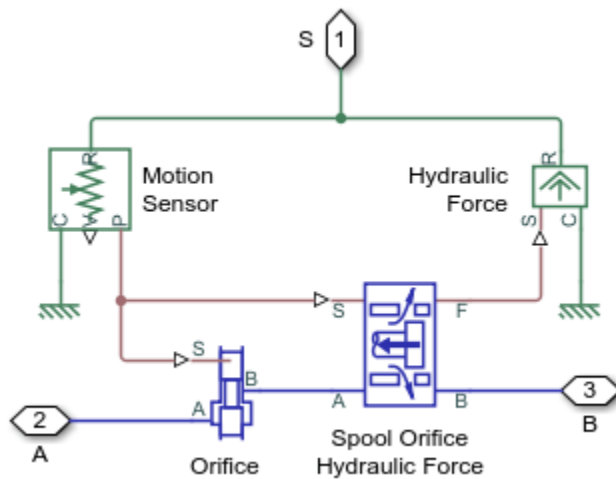 S 1
R
R
Motion
Sensor
Hydraulic
Force
C V P
S C
S F
S
B
A
A B
2
A
3
B
Orifice
Spool Orifice
Hydraulic Force